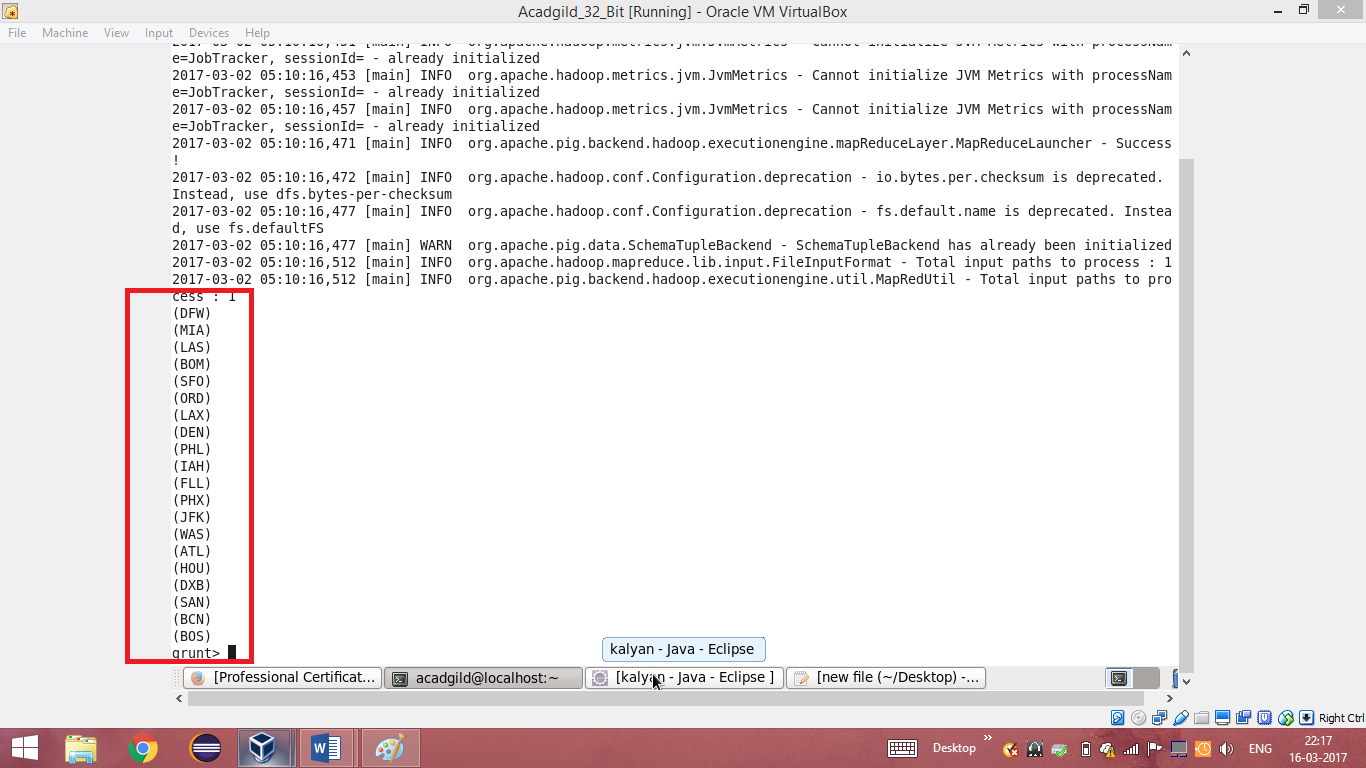 Acadgild_32_Bit [Running] - Oracle VM VirtualBox
File Machine View Input Devices Help
e=JobTracker, sessionId= - already initialized
2017-03-02 05:10:16,453 [main] INFO  org.apache.hadoop.metrics.jvm.JvmMetrics - Cannot initialize JVM Metrics with processNam
e=JobTracker, sessionId= - already initialized
2017-03-02 05:10:16,457 [main] INFO  org.apache.hadoop.metrics.jvm.JvmMetrics - Cannot initialize JVM Metrics with processNam
e=JobTracker, sessionId= - already initialized
2017-03-02 05:10:16,471 [main] INFO  org.apache.pig.backend.hadoop.executionengine.mapReduceLayer.MapReduceLauncher - Success
!
2017-03-02 05:10:16,472 [main] INFO  org.apache.hadoop.conf.Configuration.deprecation - io.bytes.per.checksum is deprecated.
Instead, use dfs.bytes-per-checksum
2017-03-02 05:10:16,477 [main] INFO  org.apache.hadoop.conf.Configuration.deprecation - fs.default.name is deprecated. Instea
d, use fs.defaultFS
2017-03-02 05:10:16,477 [main] WARN  org.apache.pig.data.SchemaTupleBackend - SchemaTupleBackend has already been initialized
2017-03-02 05:10:16,512 [main] INFO  org.apache.hadoop.mapreduce.lib.input.FileInputFormat - Total input paths to process : 1
2017-03-02 05:10:16,512 [main] INFO  org.apache.pig.backend.hadoop.executionengine.util.MapRedUtil - Total input paths to pro
cess : 1
(DFW)
(MIA)
(LAS)
(BOM)
(SFO)
(ORD)
(LAX)
(DEN)
(PHL)
(IAH)
(FLL)
(PHX)
(JFK)
(WAS)
(ATL)
(HOU)
(DXB)
(SAN)
(BCN)
(BOS)
grunt>
kalyan - Java - Eclipse
[Professional Certificat... acadgild@localhost:~ [kalyan - Java - Eclipse ] [new file (~/Desktop) -...
Right Ctrl
Desktop ENG 22:17
16-03-2017